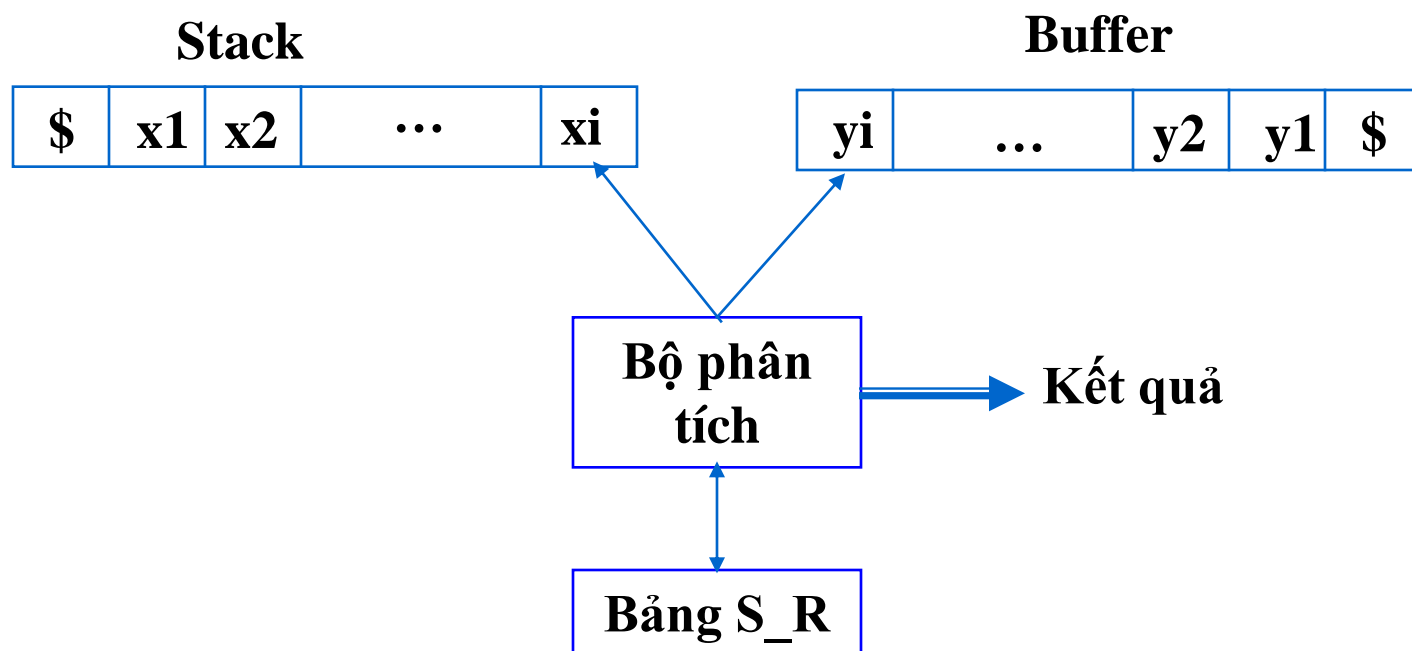 Stack
Buffer
$ x1 x2 … xi
yi … y2 y1 $
Bộ phân
tích
Kết quả
Bảng S_R